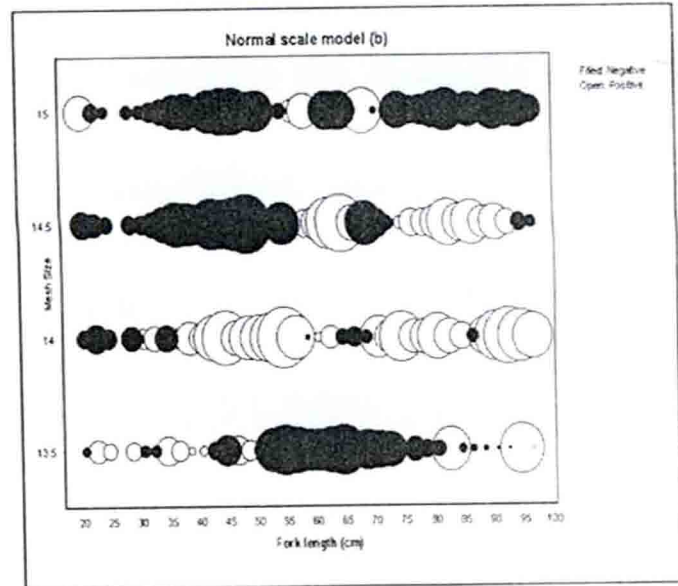 Normal scale model (b)
Filled: Negative
Open: Positive
15
14.5
14
13.5
Mesh Size
20 25 30 35 40 45 50 55 60 65 70 75 80 85 90 95 100
Fork length (cm)